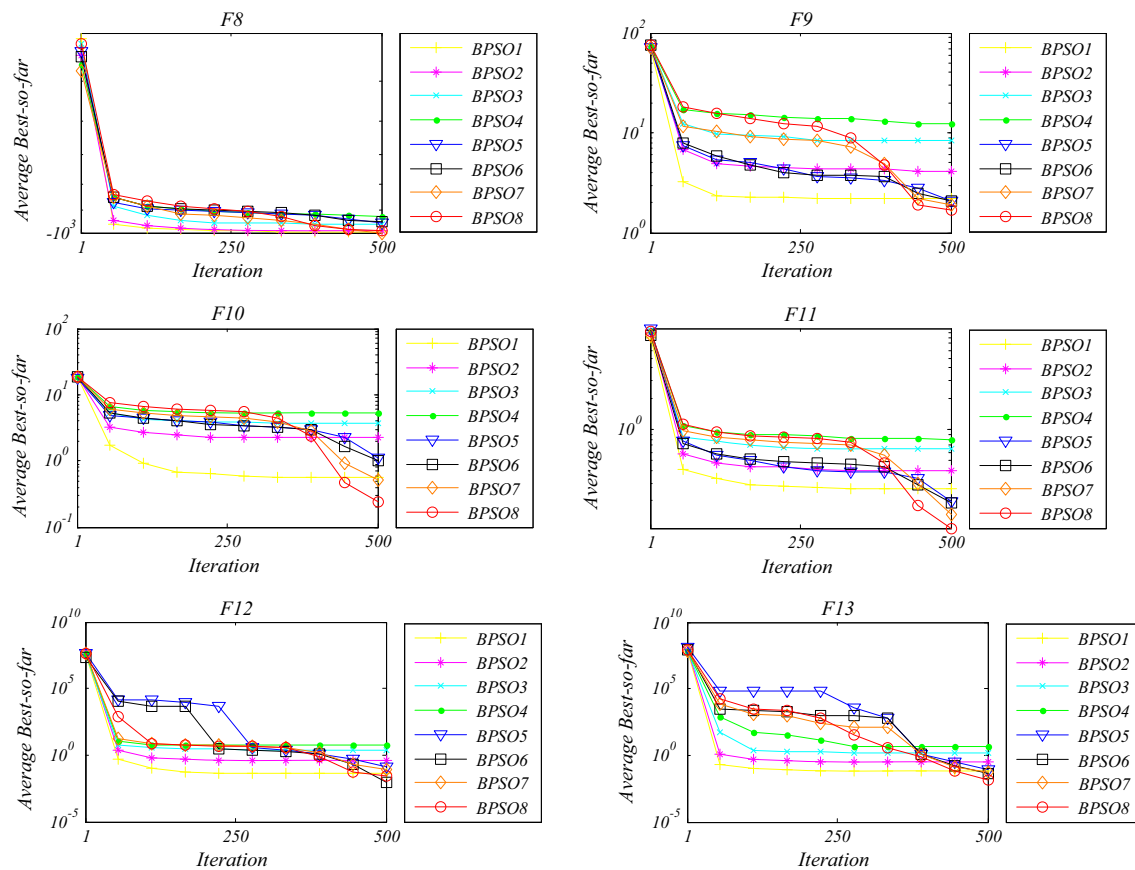 F8
Average Best-so-far
-10^3
1
250
500
Iteration
BPSO1
BPSO2
BPSO3
BPSO4
BPSO5
BPSO6
BPSO7
BPSO8
F9
Average Best-so-far
10^2
10^1
10^0
1
250
500
Iteration
BPSO1
BPSO2
BPSO3
BPSO4
BPSO5
BPSO6
BPSO7
BPSO8
F10
Average Best-so-far
10^2
10^1
10^0
10^-1
1
250
500
Iteration
BPSO1
BPSO2
BPSO3
BPSO4
BPSO5
BPSO6
BPSO7
BPSO8
F11
Average Best-so-far
10^0
1
250
500
Iteration
BPSO1
BPSO2
BPSO3
BPSO4
BPSO5
BPSO6
BPSO7
BPSO8
F12
Average Best-so-far
10^10
10^5
10^0
10^-5
1
250
500
Iteration
BPSO1
BPSO2
BPSO3
BPSO4
BPSO5
BPSO6
BPSO7
BPSO8
F13
Average Best-so-far
10^10
10^5
10^0
10^-5
1
250
500
Iteration
BPSO1
BPSO2
BPSO3
BPSO4
BPSO5
BPSO6
BPSO7
BPSO8